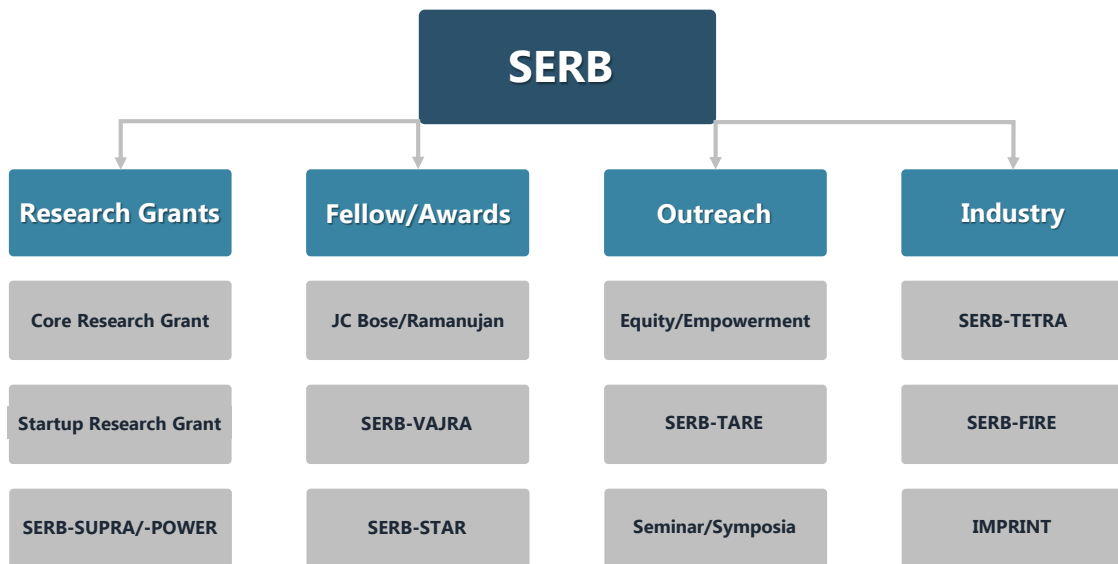 SERB
Research Grants
Fellow/Awards
Outreach
Industry
Core Research Grant
JC Bose/Ramanujan
Equity/Empowerment
SERB-TETRA
Startup Research Grant
SERB-VAJRA
SERB-TARE
SERB-FIRE
SERB-SUPRA/-POWER
SERB-STAR
Seminar/Symposia
IMPRINT